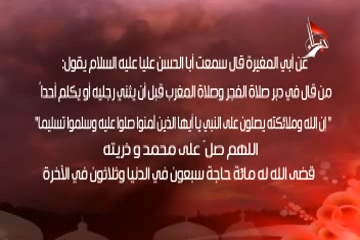 عن أبي المغيرة قال سمعت أبا الحسن عليا عليه السلام يقول:
من قال في دبر صلاة الفجر وصلاة المغرب قبل أن يثني رجليه أو يكلم أحداً
"إن الله وملائكته يصلون على النبي يا أيها الذين آمنوا صلوا عليه وسلموا تسليما"
اللهم صلّ على محمد و ذريته
قضى الله له مائة حاجة سبعون في الدنيا وثلاثون في الآخرة